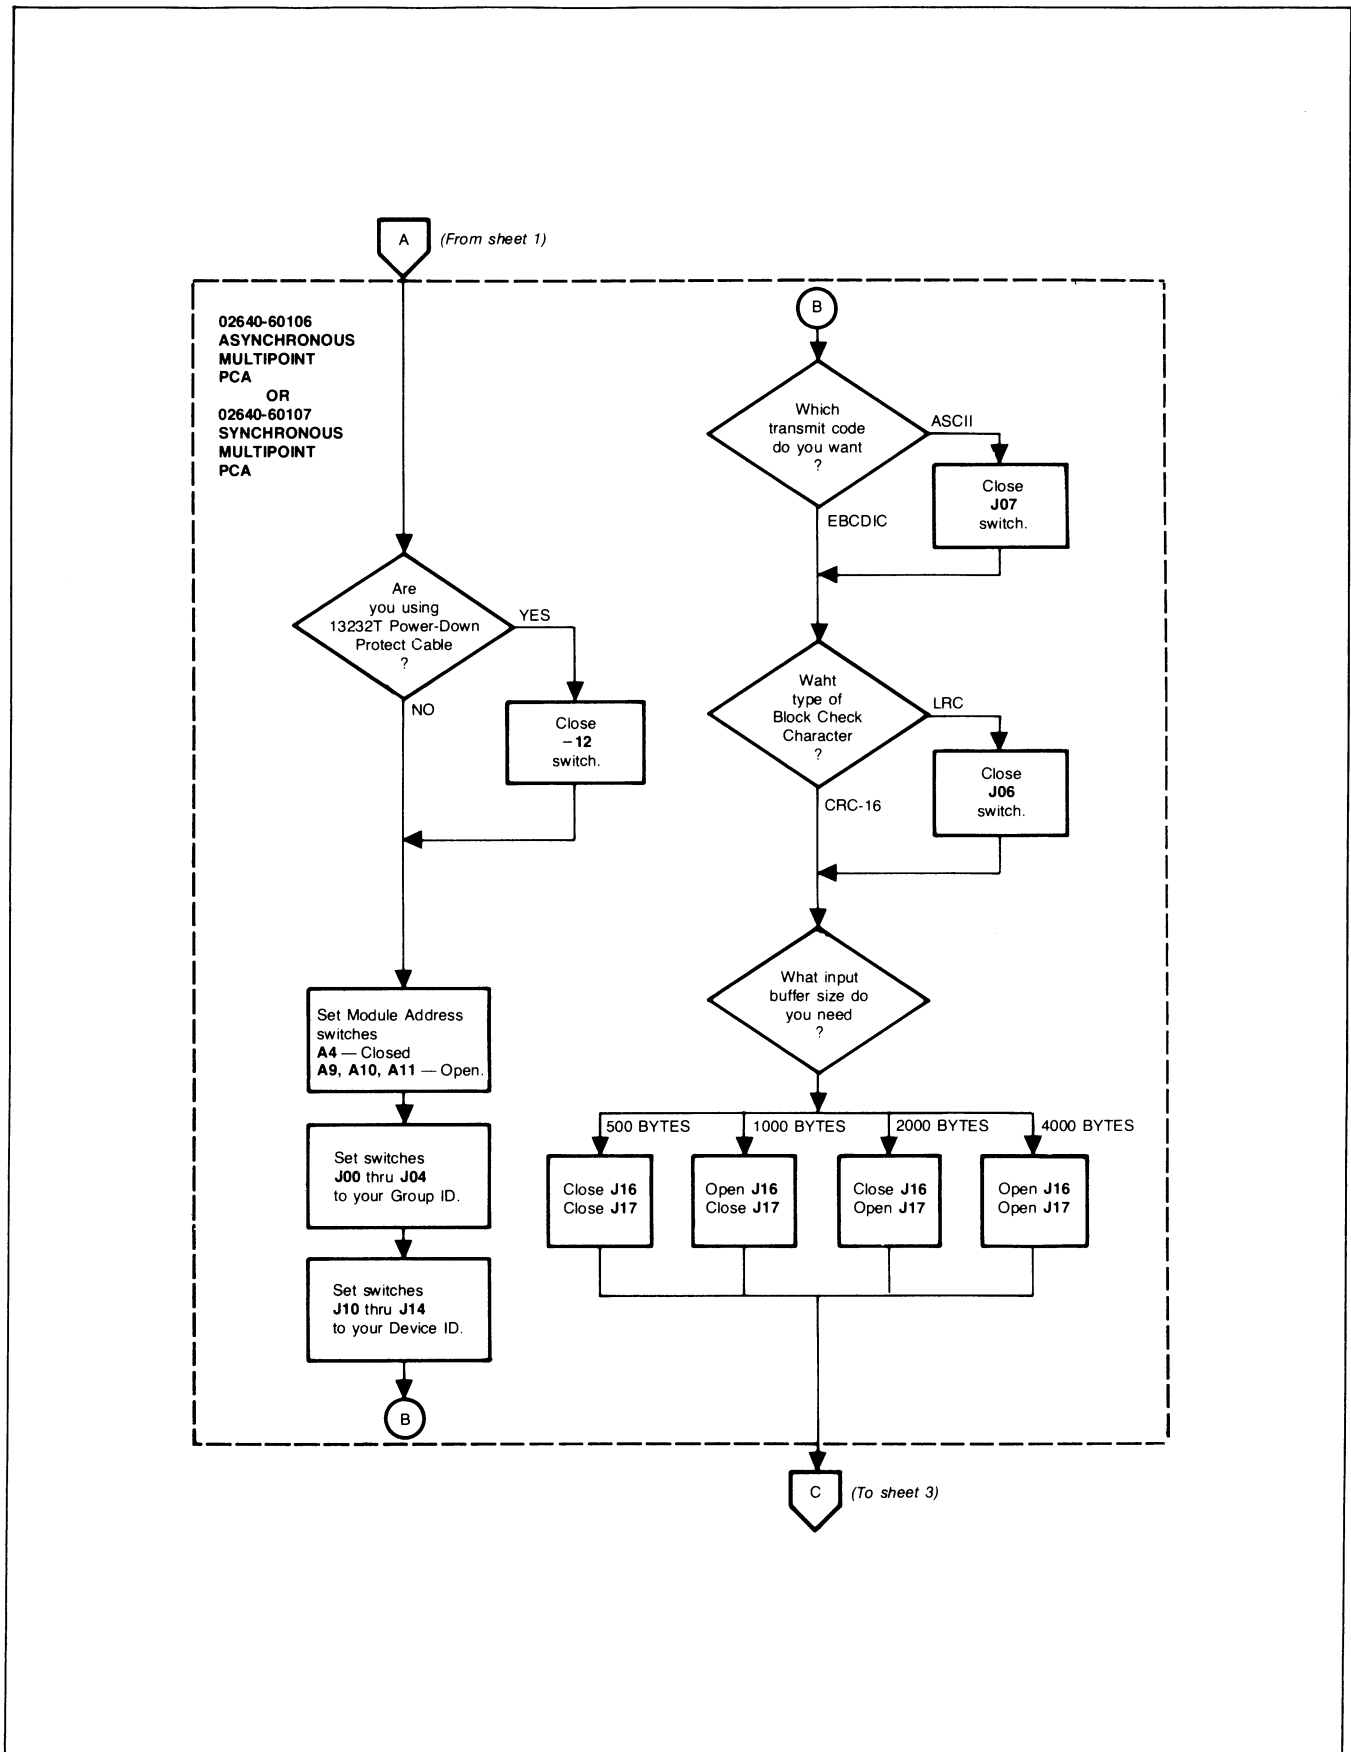 A
(From sheet 1)
02640-60106
ASYNCHRONOUS
MULTIPOINT
PCA
OR
02640-60107
SYNCHRONOUS
MULTIPOINT
PCA
Are
you using
13232T Power-Down
Protect Cable
?
YES
NO
Close
–12
switch.
Set Module Address
switches
A4 — Closed
A9, A10, A11 — Open.
Set switches
J00 thru J04
to your Group ID.
Set switches
J10 thru J14
to your Device ID.
B
B
Which
transmit code
do you want
?
ASCII
EBCDIC
Close
J07
switch.
Waht
type of
Block Check
Character
?
LRC
CRC-16
Close
J06
switch.
What input
buffer size do
you need
?
500 BYTES
1000 BYTES
2000 BYTES
4000 BYTES
Close J16
Close J17
Open J16
Close J17
Close J16
Open J17
Open J16
Open J17
C
(To sheet 3)